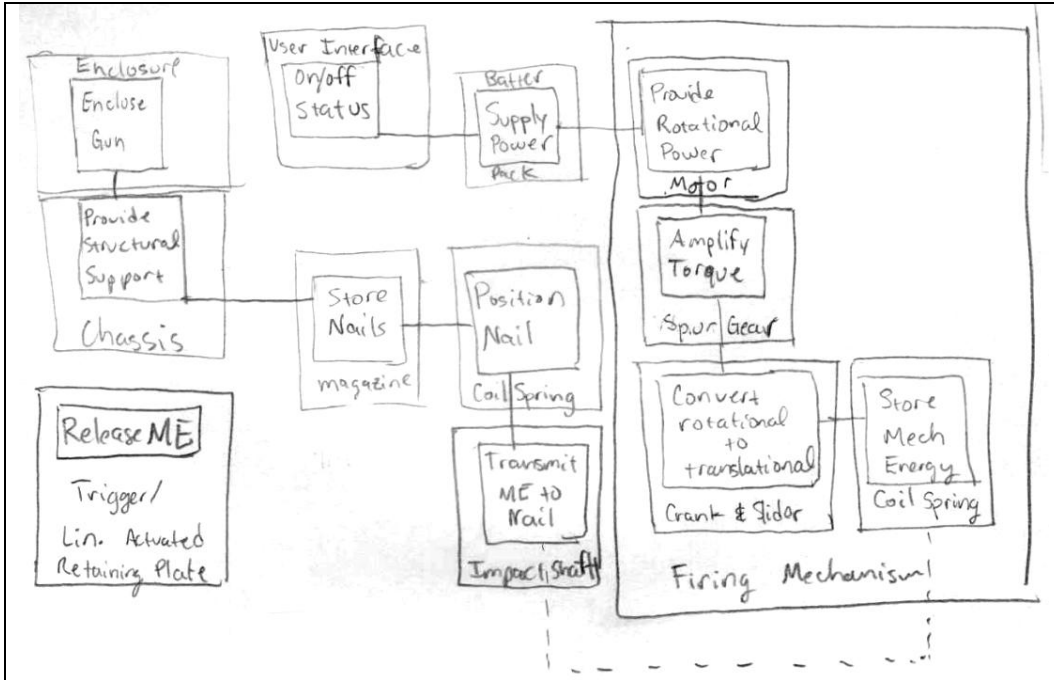 Enclosure
Enclose
Gun
User Interface
On/off
Status
Batter
Supply
Power
Pack
Provide
Rotational
Power
Motor
Provide
Structural
Support
Chassis
Store
Nails
magazine
Position
Nail
Coil Spring
Amplify
Torque
Spur Gear
Release ME
Trigger/
Lin. Actuated
Retaining Plate
Transmit
ME to
Nail
Impact Shaft
Convert
rotational
to
translational
Crank & Slidor
Store
Mech
Energy
Coil Spring
Firing Mechanism